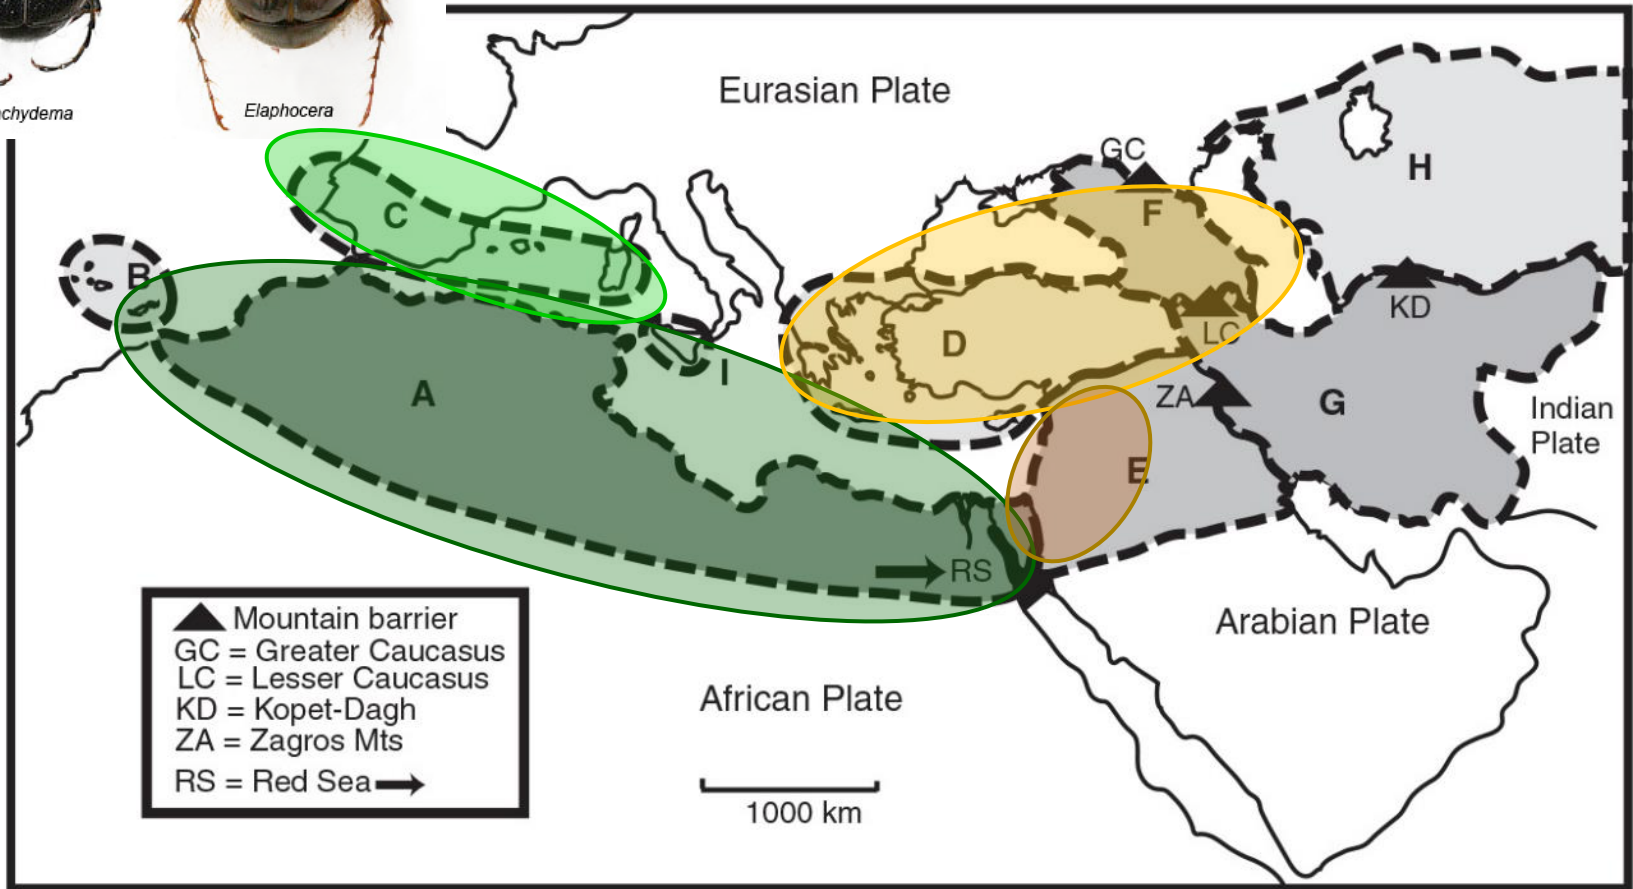 Elaphocera
Eurasian Plate
GC
H
F
C
B
KD
LC
D
I
ZA
A
G
Indian
Plate
E
RS
Mountain barrier
GC = Greater Caucasus
LC = Lesser Caucasus
KD = Kopet-Dagh
ZA = Zagros Mts
RS = Red Sea
African Plate
Arabian Plate
1000 km